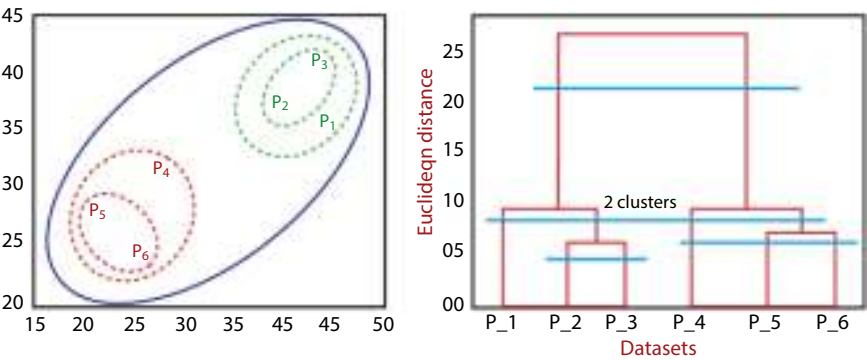 45
40
35
30
25
20
15 20 25 30 35 45 45 50
P3
P2
P1
P4
P5
P6
Euclideqn distance
25
20
15
10
05
00
2 clusters
P_1 P_2 P_3 P_4 P_5 P_6
Datasets